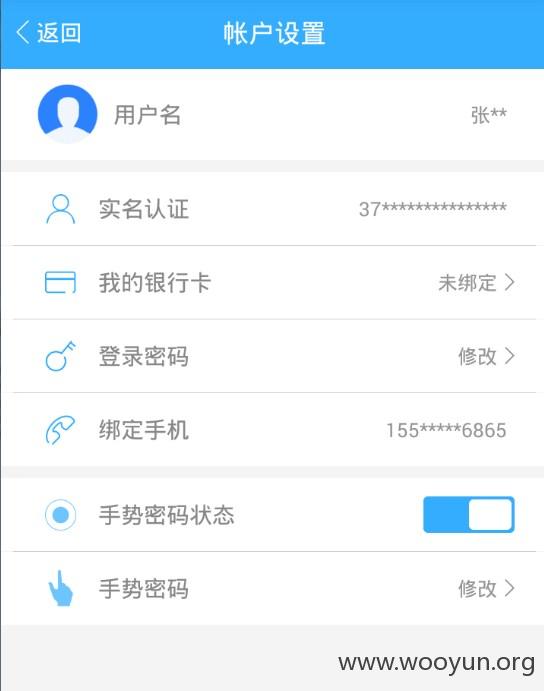 返回 帐户设置
用户名 张**
实名认证 37***************
我的银行卡 未绑定
登录密码 修改
绑定手机 155*****6865
手势密码状态
手势密码 修改
www.wooyun.org